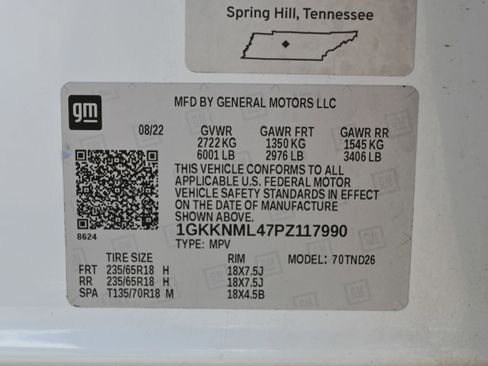 Spring Hill, Tennessee
gm
MFD BY GENERAL MOTORS LLC
08/22 GVWR GAWR FRT GAWR RR
2722 KG 1350 KG 1545 KG
6001 LB 2976 LB 3406 LB
THIS VEHICLE CONFORMS TO ALL
APPLICABLE U.S. FEDERAL MOTOR
VEHICLE SAFETY STANDARDS IN EFFECT
ON THE DATE OF MANUFACTURE
SHOWN ABOVE.
8624
1GKKNML47PZ117990
TYPE: MPV
TIRE SIZE RIM MODEL: 70TND26
FRT 235/65R18 H 18X7.5J
RR 235/65R18 H 18X7.5J
SPA T135/70R18 M 18X4.5B